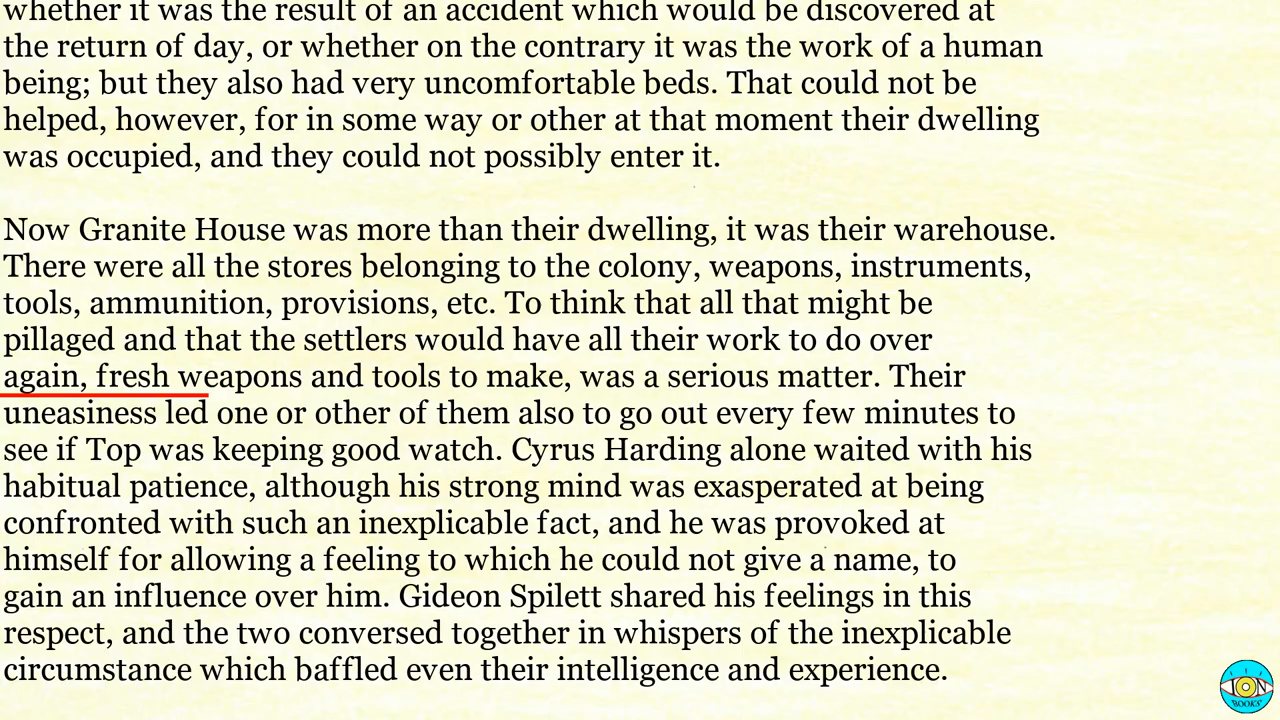 whether it was the result of an accident which would be discovered at
the return of day, or whether on the contrary it was the work of a human
being; but they also had very uncomfortable beds. That could not be
helped, however, for in some way or other at that moment their dwelling
was occupied, and they could not possibly enter it.
Now Granite House was more than their dwelling, it was their warehouse.
There were all the stores belonging to the colony, weapons, instruments,
tools, ammunition, provisions, etc. To think that all that might be
pillaged and that the settlers would have all their work to do over
again, fresh weapons and tools to make, was a serious matter. Their
uneasiness led one or other of them also to go out every few minutes to
see if Top was keeping good watch. Cyrus Harding alone waited with his
habitual patience, although his strong mind was exasperated at being
confronted with such an inexplicable fact, and he was provoked at
himself for allowing a feeling to which he could not give a name, to
gain an influence over him. Gideon Spilett shared his feelings in this
respect, and the two conversed together in whispers of the inexplicable
circumstance which baffled even their intelligence and experience.
ION
BOOKS